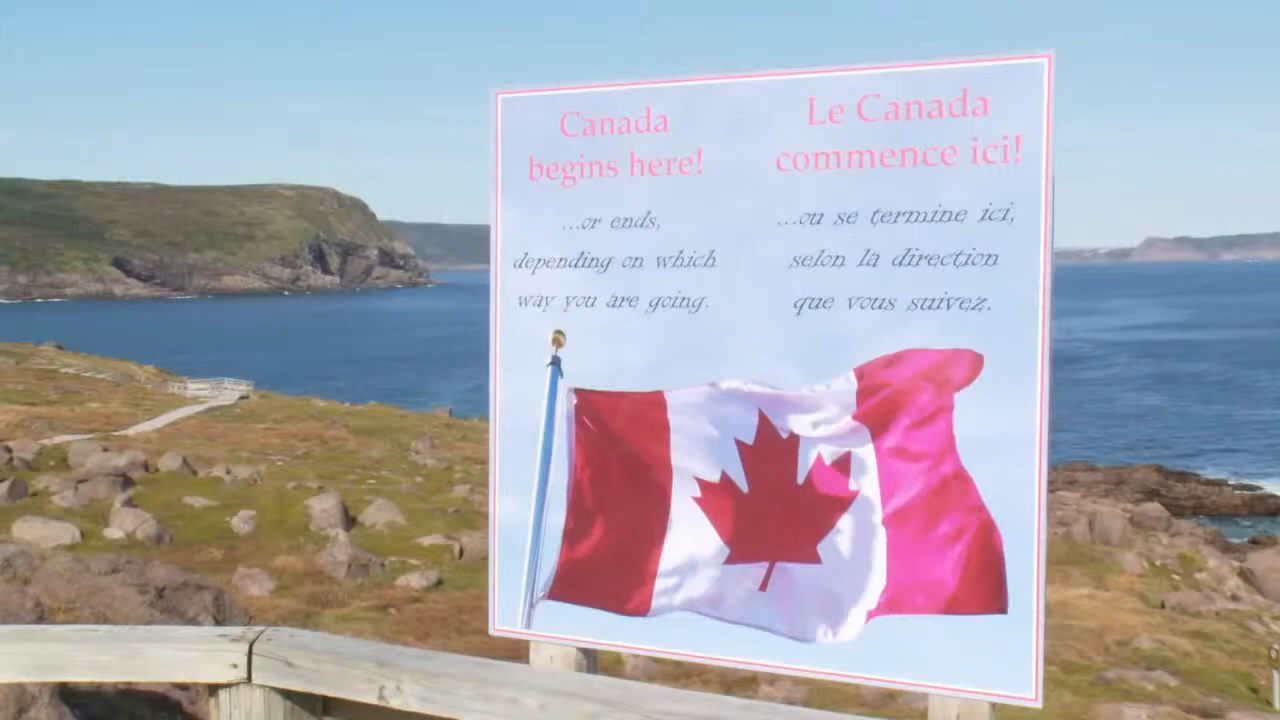 Canada
begins here!
...or ends,
depending on which
way you are going.
Le Canada
commence ici!
...ou se termine ici,
selon la direction
que vous suivez.